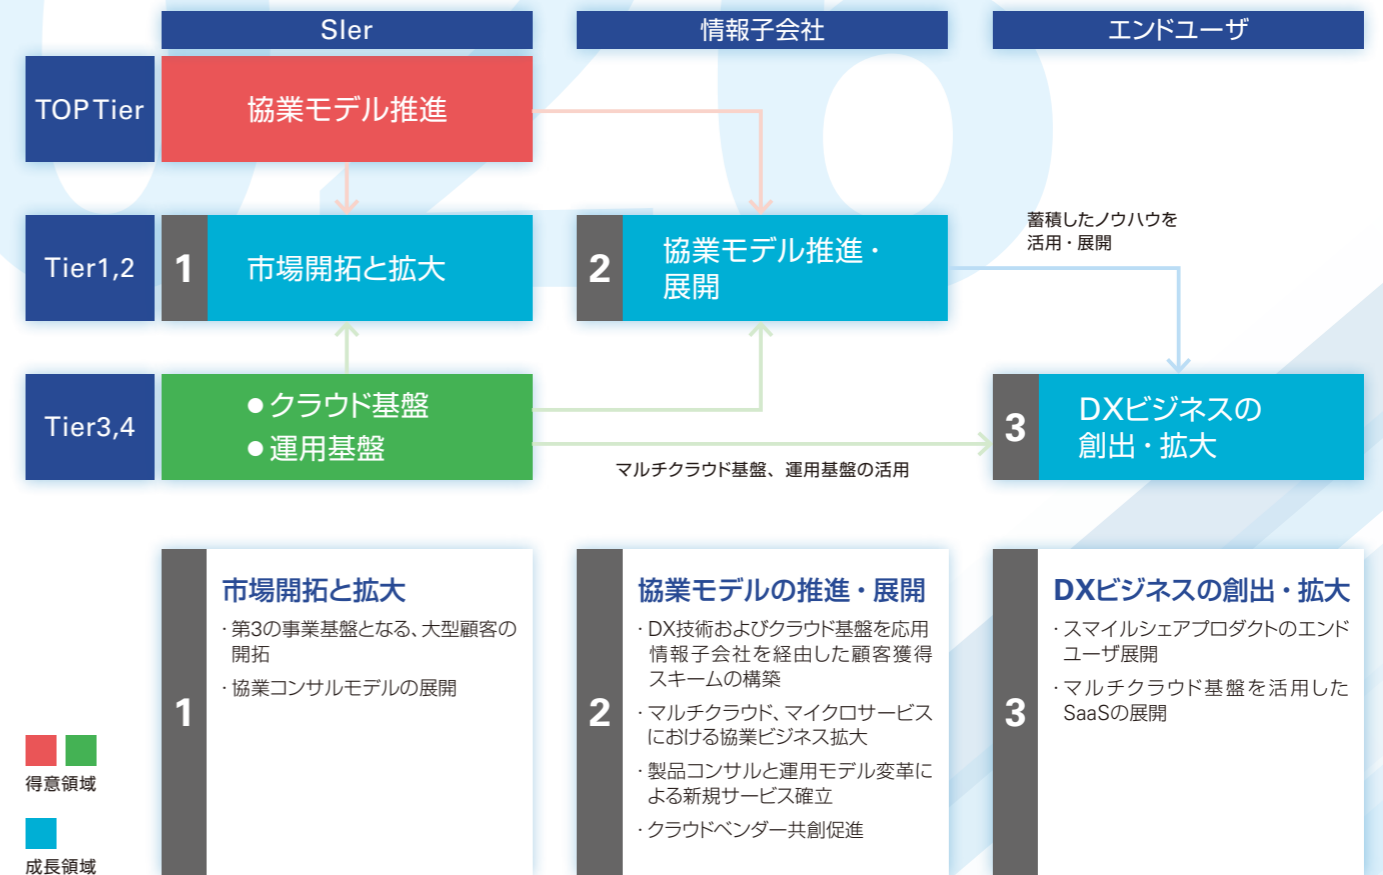 SIer
情報子会社
エンドユーザ
TOP Tier
協業モデル推進
Tier1,2
1
市場開拓と拡大
2
協業モデル推進・
展開
蓄積したノウハウを
活用・展開
Tier3,4
●クラウド基盤
●運用基盤
マルチクラウド基盤、運用基盤の活用
3
DXビジネスの
創出・拡大
1
市場開拓と拡大
・第3の事業基盤となる、大型顧客の
開拓
・協業コンサルモデルの展開
2
協業モデルの推進・展開
・DX技術およびクラウド基盤を応用
情報子会社を経由した顧客獲得
スキームの構築
・マルチクラウド、マイクロサービス
における協業ビジネス拡大
・製品コンサルと運用モデル変革に
よる新規サービス確立
・クラウドベンダー共創促進
3
DXビジネスの創出・拡大
・スマイルシェアプロダクトのエンド
ユーザ展開
・マルチクラウド基盤を活用した
SaaSの展開
得意領域
成長領域